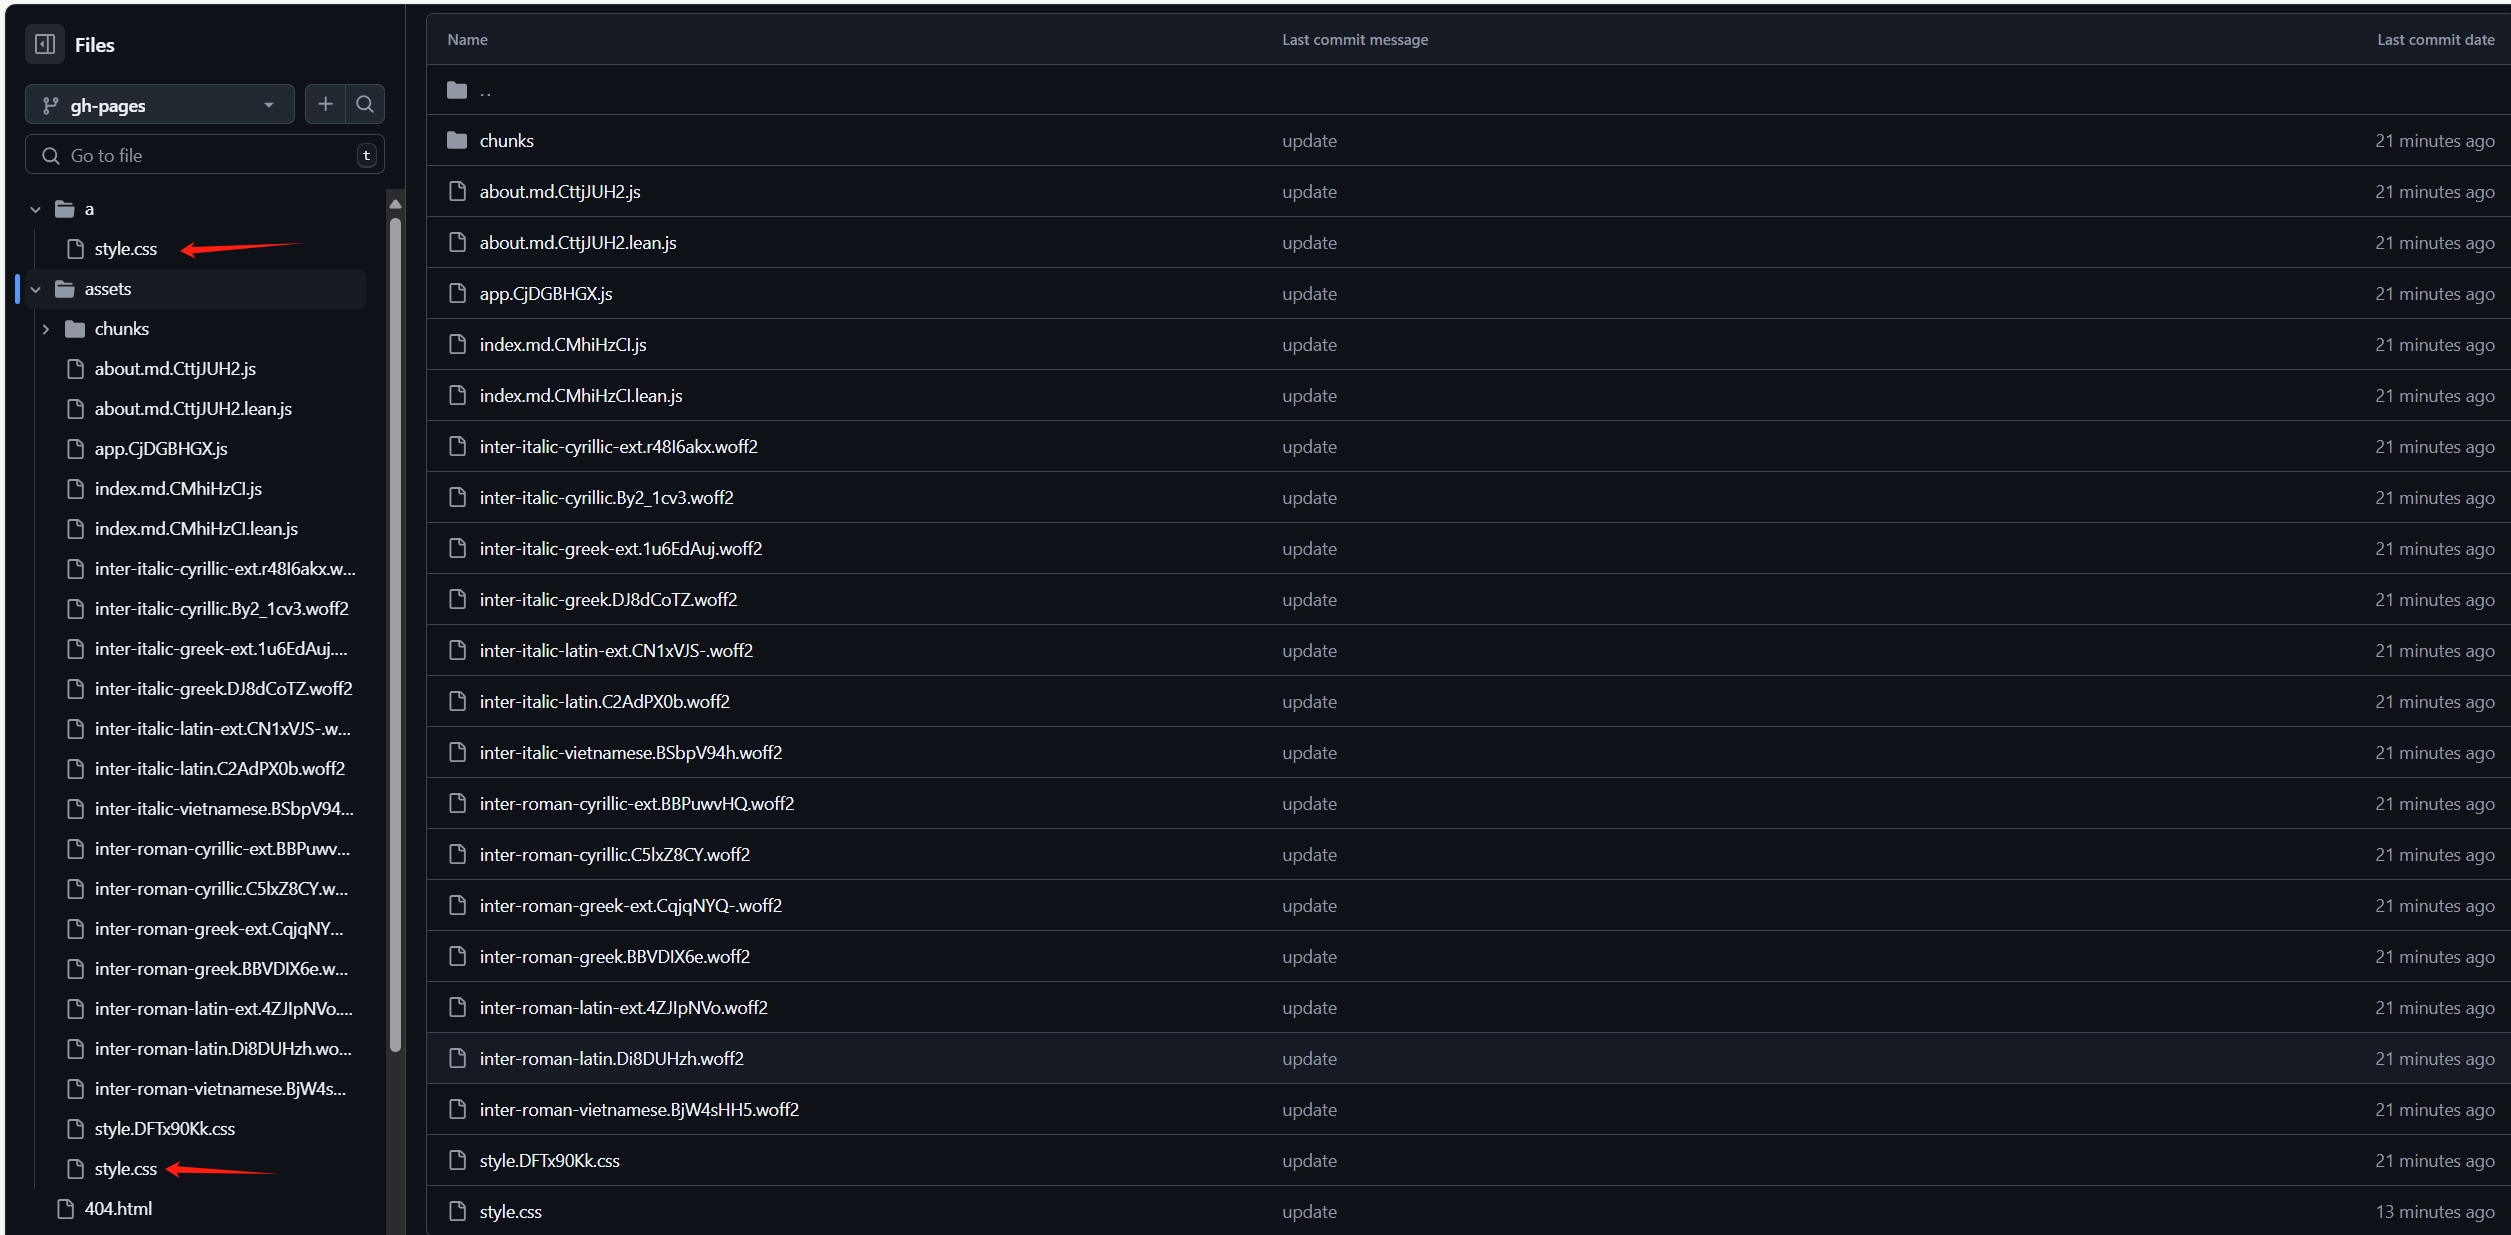 Files
gh-pages
Go to file
t
a
style.css
assets
chunks
about.md.CttjJUH2.js
about.md.CttjJUH2.lean.js
app.CjDGBHGX.js
index.md.CMhiHzCI.js
index.md.CMhiHzCI.lean.js
inter-italic-cyrillic-ext.r48I6akx.w...
inter-italic-cyrillic.By2_1cv3.woff2
inter-italic-greek-ext.1u6EdAuj....
inter-italic-greek.DJ8dCoTZ.woff2
inter-italic-latin-ext.CN1xVJS-.w...
inter-italic-latin.C2AdPX0b.woff2
inter-italic-vietnamese.BSbpV94...
inter-roman-cyrillic-ext.BBPuwv...
inter-roman-cyrillic.C5lxZ8CY.w...
inter-roman-greek-ext.CqjqNY...
inter-roman-greek.BBVDIX6e.w...
inter-roman-latin-ext.4ZJIpNVo....
inter-roman-latin.Di8DUHzh.wo...
inter-roman-vietnamese.BjW4s...
style.DFTx90Kk.css
style.css
404.html
Name Last commit message Last commit date
..
chunks update 21 minutes ago
about.md.CttjJUH2.js update 21 minutes ago
about.md.CttjJUH2.lean.js update 21 minutes ago
app.CjDGBHGX.js update 21 minutes ago
index.md.CMhiHzCI.js update 21 minutes ago
index.md.CMhiHzCI.lean.js update 21 minutes ago
inter-italic-cyrillic-ext.r48I6akx.woff2 update 21 minutes ago
inter-italic-cyrillic.By2_1cv3.woff2 update 21 minutes ago
inter-italic-greek-ext.1u6EdAuj.woff2 update 21 minutes ago
inter-italic-greek.DJ8dCoTZ.woff2 update 21 minutes ago
inter-italic-latin-ext.CN1xVJS-.woff2 update 21 minutes ago
inter-italic-latin.C2AdPX0b.woff2 update 21 minutes ago
inter-italic-vietnamese.BSbpV94h.woff2 update 21 minutes ago
inter-roman-cyrillic-ext.BBPuwvHQ.woff2 update 21 minutes ago
inter-roman-cyrillic.C5lxZ8CY.woff2 update 21 minutes ago
inter-roman-greek-ext.CqjqNYQ-.woff2 update 21 minutes ago
inter-roman-greek.BBVDIX6e.woff2 update 21 minutes ago
inter-roman-latin-ext.4ZJIpNVo.woff2 update 21 minutes ago
inter-roman-latin.Di8DUHzh.woff2 update 21 minutes ago
inter-roman-vietnamese.BjW4sHH5.woff2 update 21 minutes ago
style.DFTx90Kk.css update 21 minutes ago
style.css update 13 minutes ago